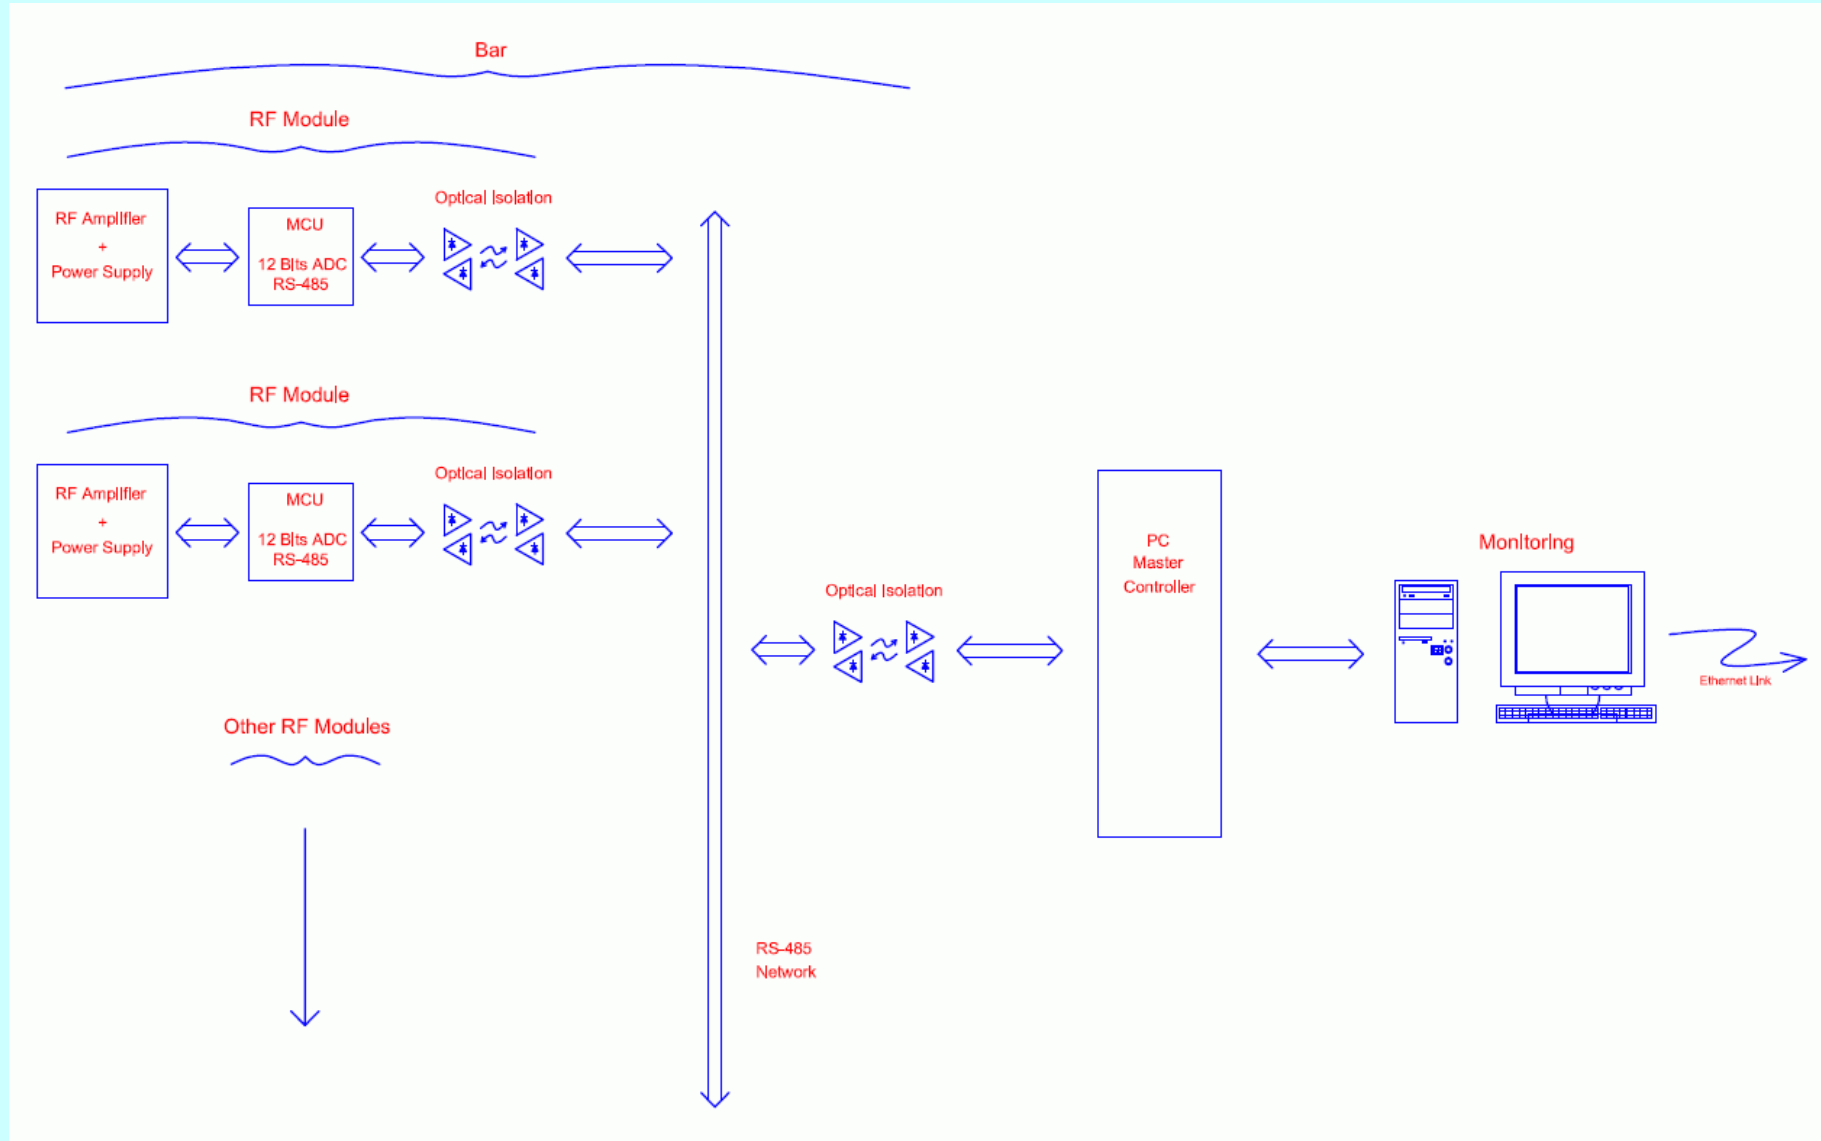 Bar
RF Module
Optical Isolation
RF Amplifier
+
Power Supply
MCU
12 Bits ADC
RS-485
RF Module
Optical Isolation
RF Amplifier
+
Power Supply
MCU
12 Bits ADC
RS-485
Optical Isolation
PC
Master
Controller
Monitoring
Ethernet Link
Other RF Modules
RS-485
Network